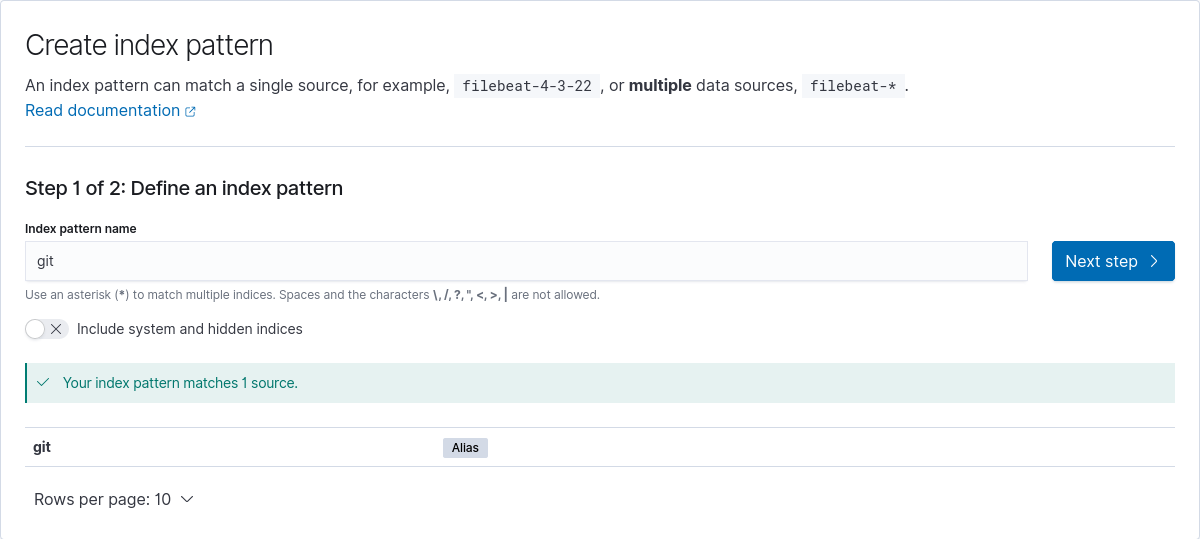 Create index pattern
An index pattern can match a single source, for example, filebeat-4-3-22 , or multiple data sources, filebeat-* .
Read documentation
Step 1 of 2: Define an index pattern
Index pattern name
git
Next step
Use an asterisk (*) to match multiple indices. Spaces and the characters \, /, ?, ", <, >, | are not allowed.
Include system and hidden indices
Your index pattern matches 1 source.
git Alias
Rows per page: 10